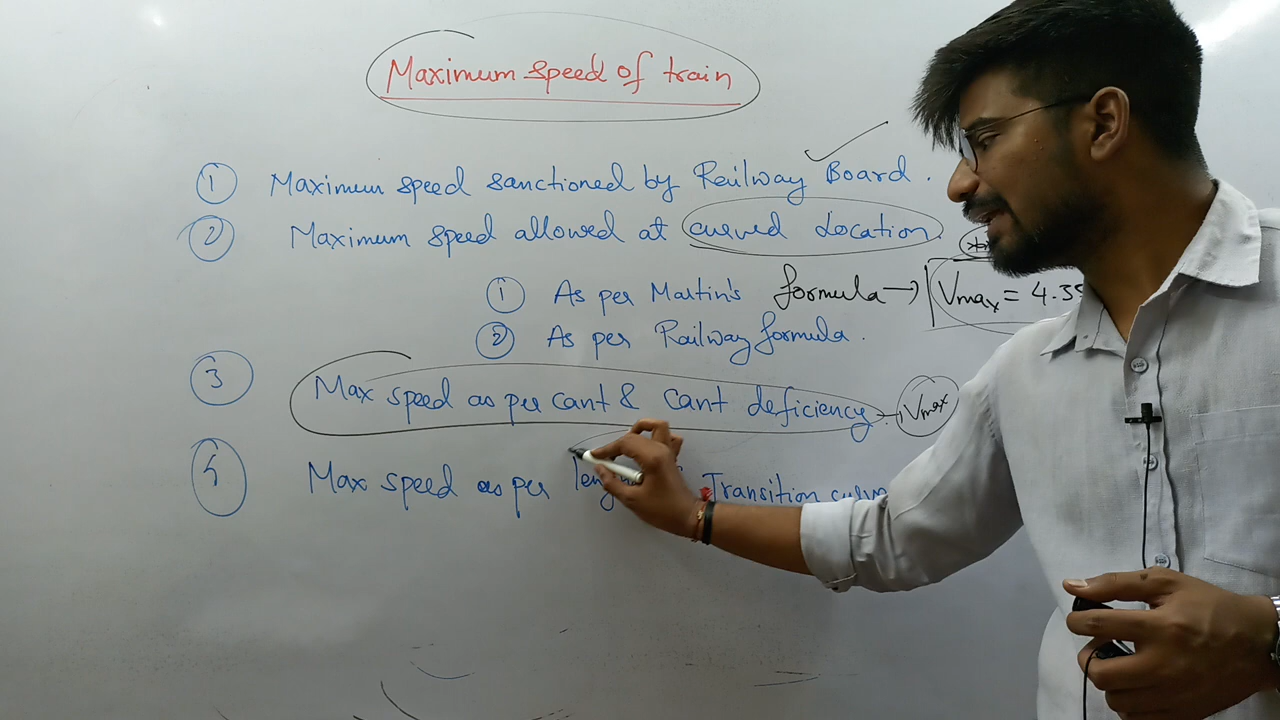 Maximum speed of train
① Maximum speed sanctioned by Railway Board.
② Maximum speed allowed at curved Location.
① As per Martin's formula → Vmax = 4.35
② As per Railway formula.
3 Max speed as per cant & cant deficiency. → Vmax
4 Max speed as per Transition curve